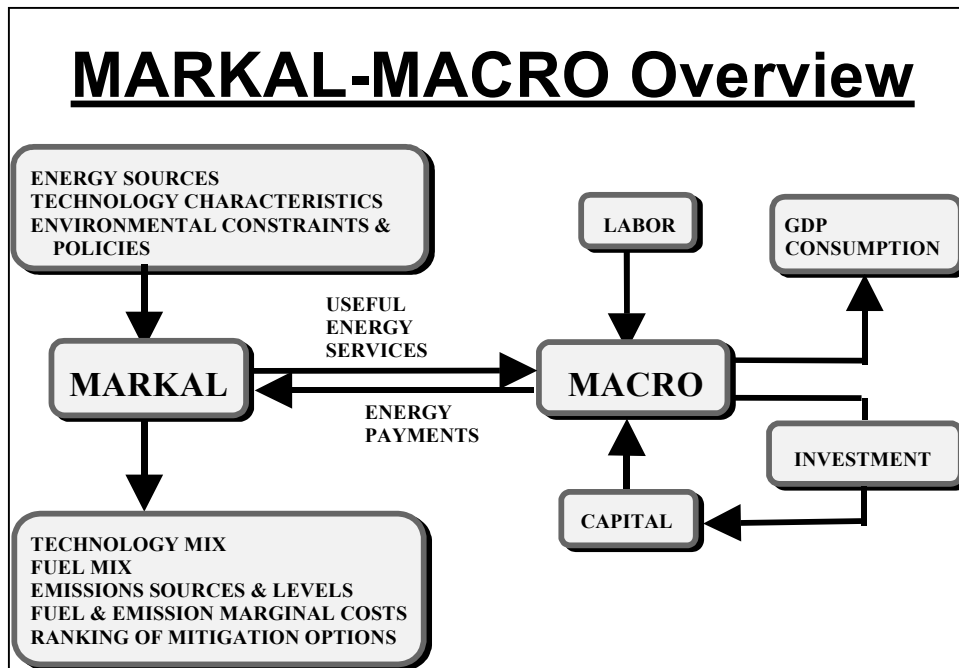 MARKAL-MACRO Overview
ENERGY SOURCES
TECHNOLOGY CHARACTERISTICS
ENVIRONMENTAL CONSTRAINTS &
POLICIES
LABOR
GDP
CONSUMPTION
USEFUL
ENERGY
SERVICES
MARKAL
MACRO
ENERGY
PAYMENTS
INVESTMENT
CAPITAL
TECHNOLOGY MIX
FUEL MIX
EMISSIONS SOURCES & LEVELS
FUEL & EMISSION MARGINAL COSTS
RANKING OF MITIGATION OPTIONS